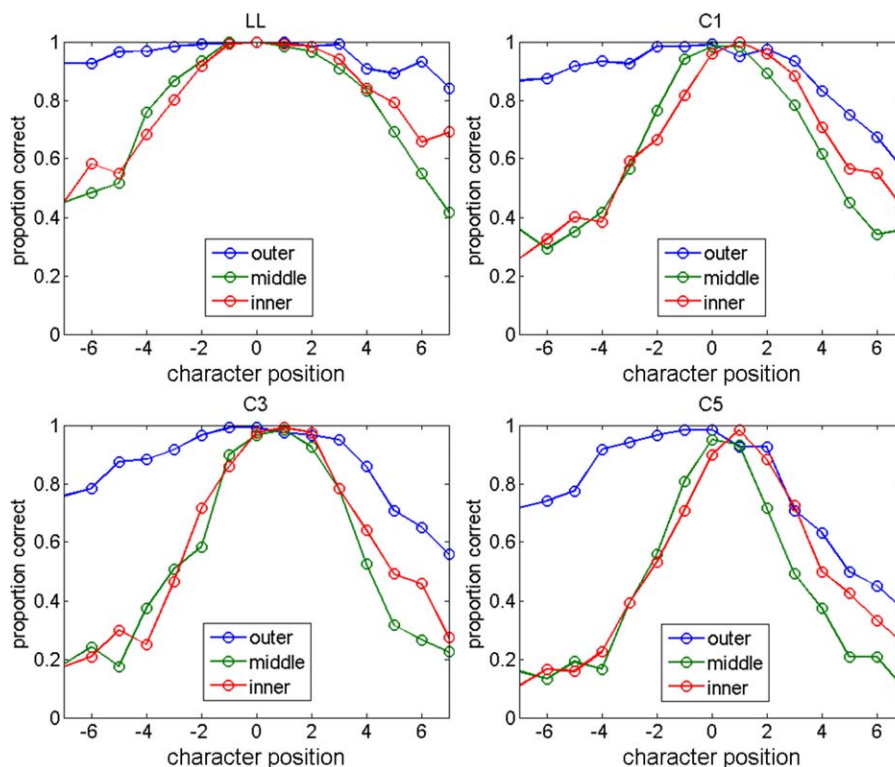 LL
1
0.8
0.6
0.4
0.2
0
proportion correct
outer
middle
inner
-6 -4 -2 0 2 4 6
character position
C1
1
0.8
0.6
0.4
0.2
0
proportion correct
outer
middle
inner
-6 -4 -2 0 2 4 6
character position
C3
1
0.8
0.6
0.4
0.2
0
proportion correct
outer
middle
inner
-6 -4 -2 0 2 4 6
character position
C5
1
0.8
0.6
0.4
0.2
0
proportion correct
outer
middle
inner
-6 -4 -2 0 2 4 6
character position